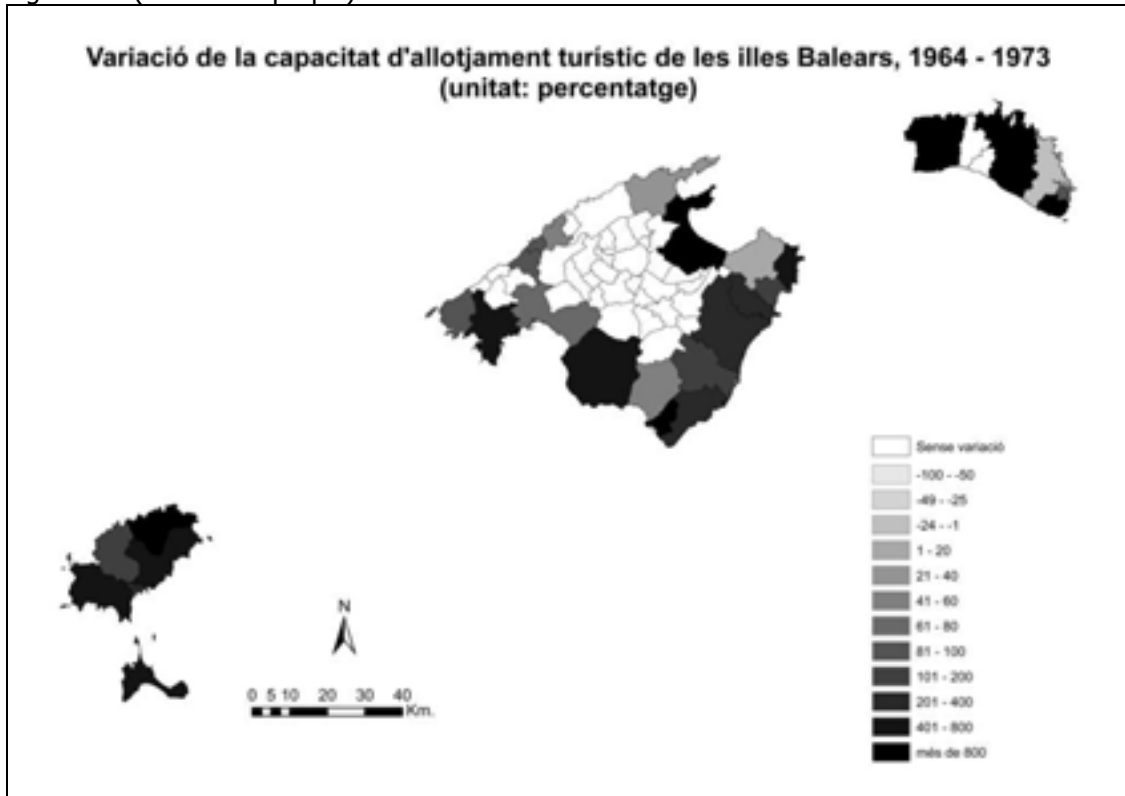 Variació de la capacitat d'allotjament turístic de les illes Balears, 1964 - 1973
(unitat: percentatge)
Sense variació
-100 - -50
-49 - -25
-24 - -1
1 - 20
21 - 40
41 - 60
61 - 80
81 - 100
101 - 200
201 - 400
401 - 800
més de 800
N
0 5 10 20 30 40
Km.